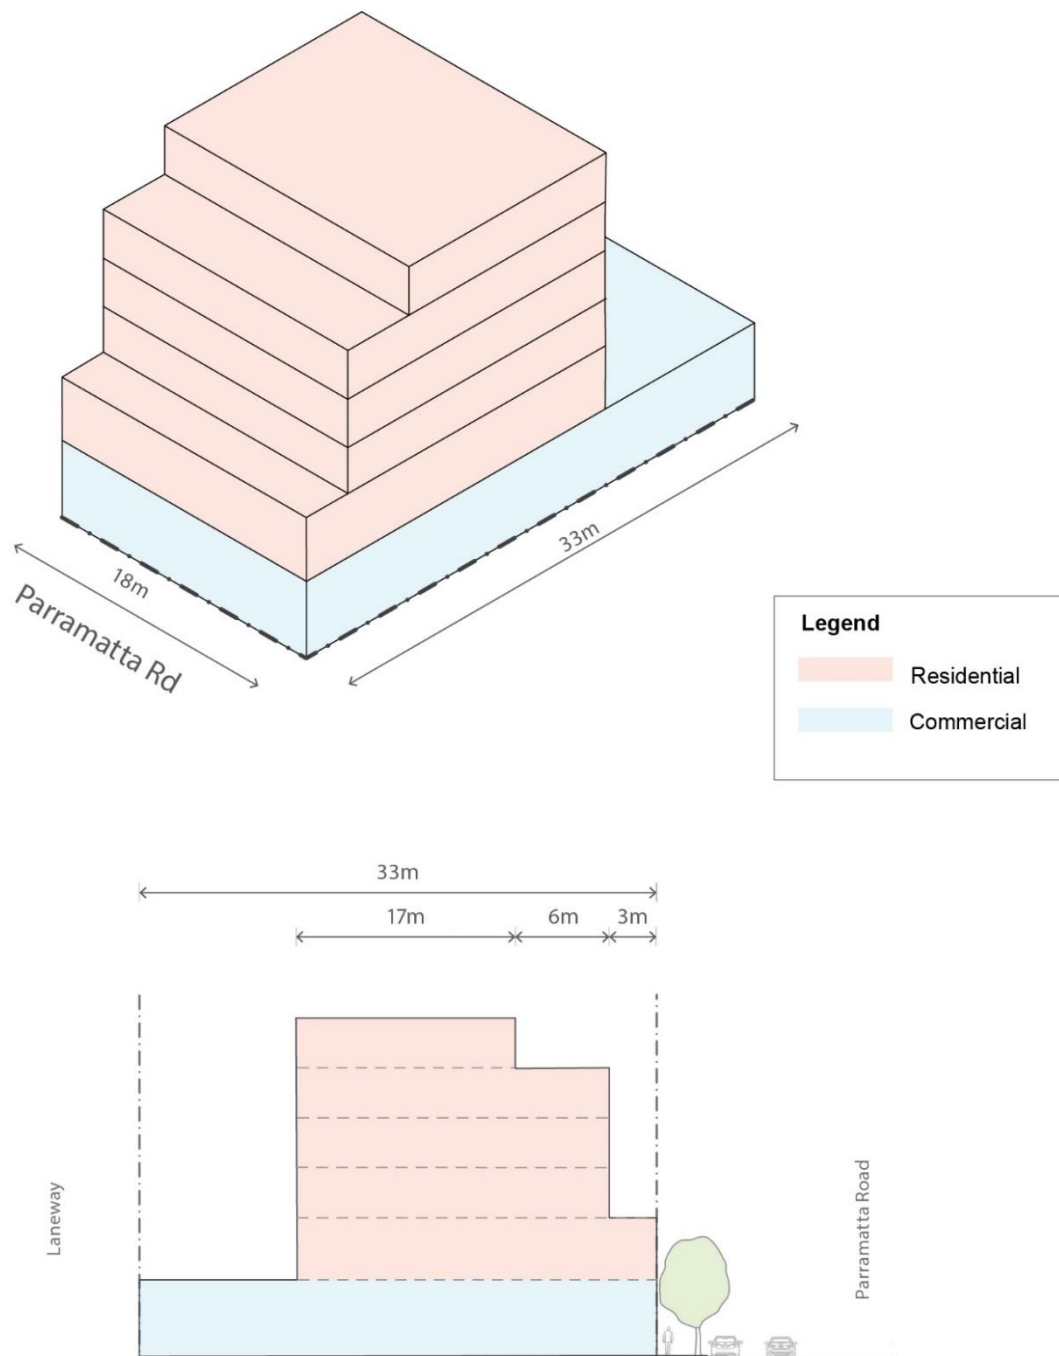 18m
Parramatta Rd
33m
Legend
Residential
Commercial
33m
17m
6m
3m
Laneway
Parramatta Road